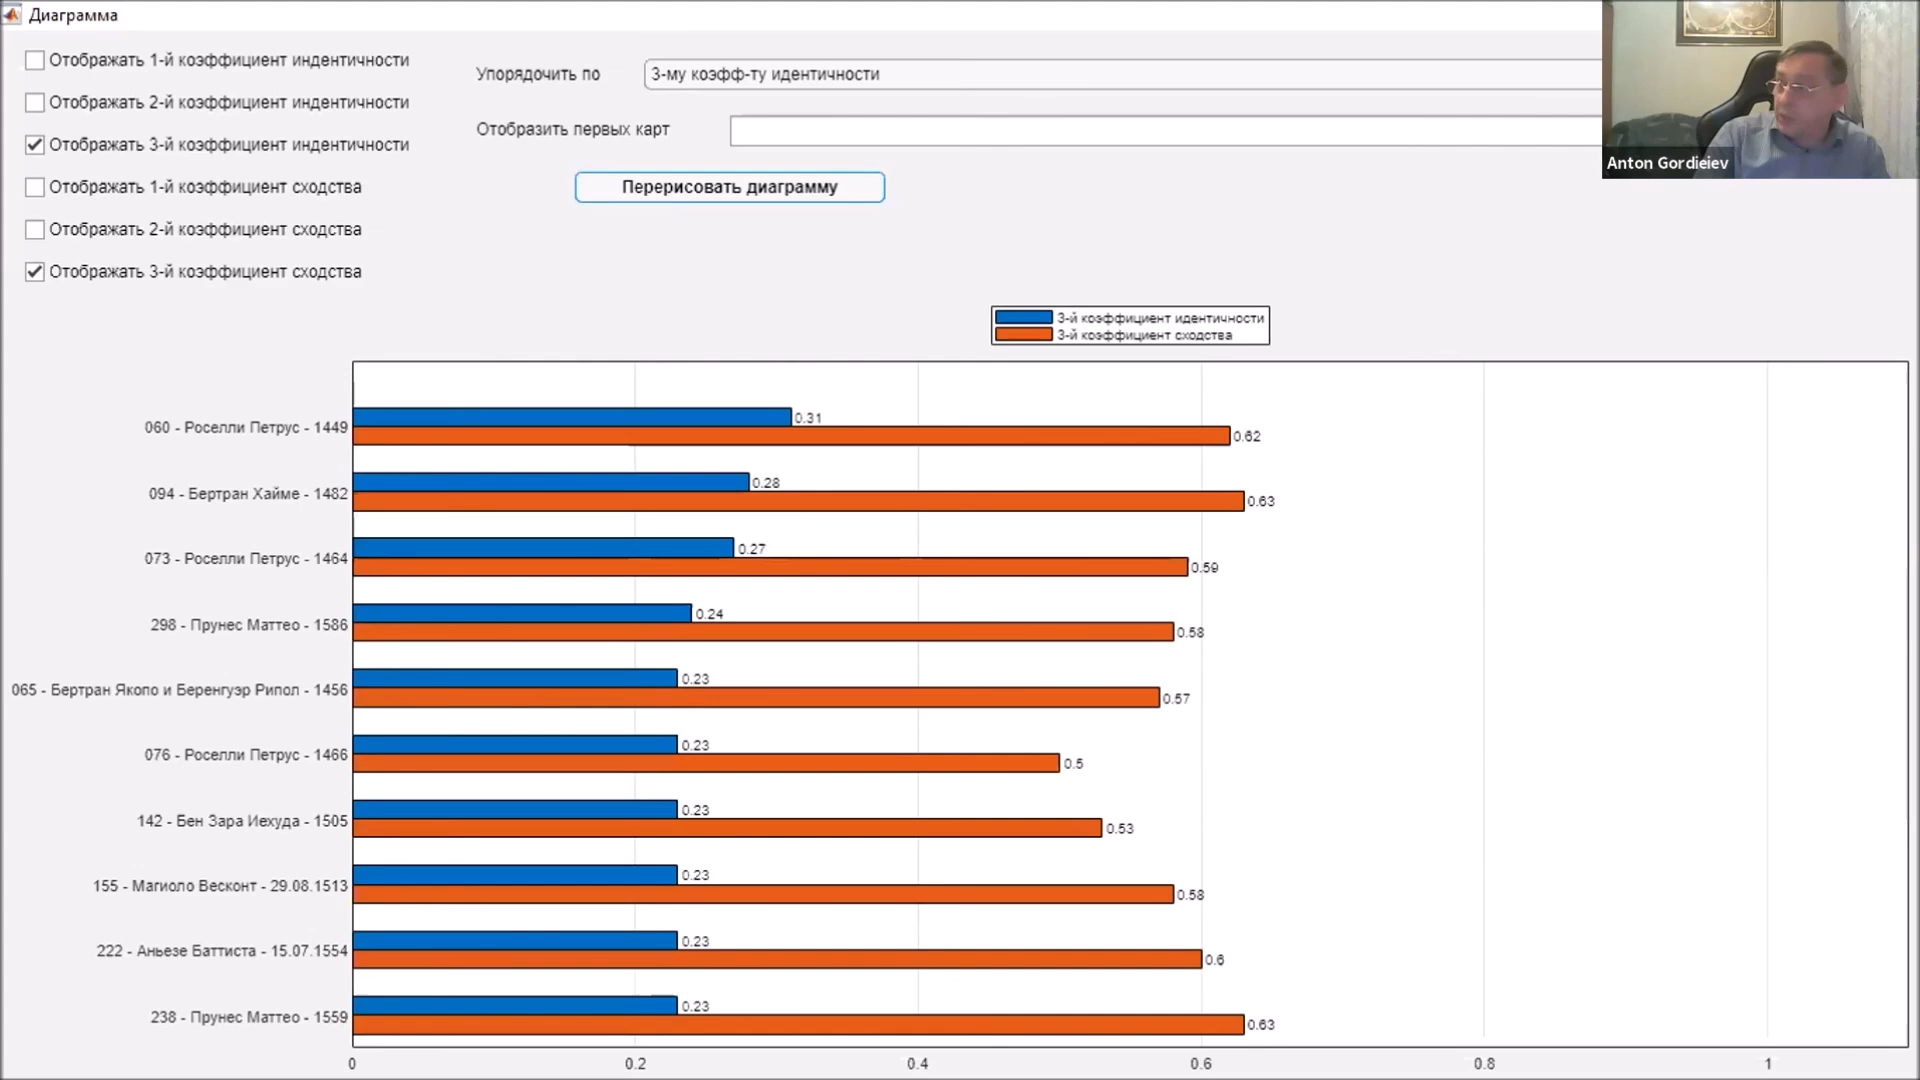 Диаграмма
Отображать 1-й коэффициент индентичности
Отображать 2-й коэффициент индентичности
Отображать 3-й коэффициент индентичности
Отображать 1-й коэффициент сходства
Отображать 2-й коэффициент сходства
Отображать 3-й коэффициент сходства
Упорядочить по
3-му коэфф-ту идентичности
Отобразить первых карт
Перерисовать диаграмму
Anton Gordieiev
3-й коэффициент идентичности
3-й коэффициент сходства
060 - Роселли Петрус - 1449
0.31
0.62
094 - Бертран Хайме - 1482
0.28
0.63
073 - Роселли Петрус - 1464
0.27
0.59
298 - Прунес Маттео - 1586
0.24
0.58
065 - Бертран Якопо и Беренгуэр Рипол - 1456
0.23
0.57
076 - Роселли Петрус - 1466
0.23
0.5
142 - Бен Зара Иехуда - 1505
0.23
0.53
155 - Магиоло Весконт - 29.08.1513
0.23
0.58
222 - Аньезе Баттиста - 15.07.1554
0.23
0.6
238 - Прунес Маттео - 1559
0.23
0.63
0 0.2 0.4 0.6 0.8 1